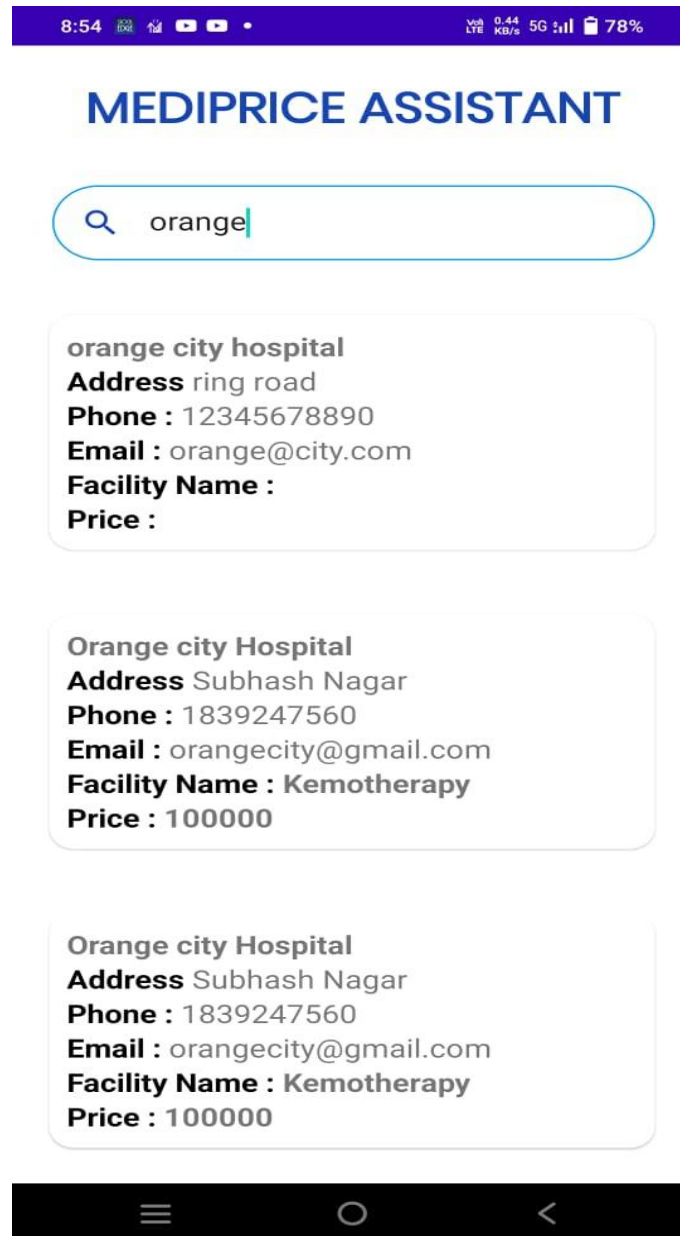 8:54
0.44 KB/s 5G 78%
MEDIPRICE ASSISTANT
orange
orange city hospital
Address ring road
Phone : 12345678890
Email : orange@city.com
Facility Name :
Price :
Orange city Hospital
Address Subhash Nagar
Phone : 1839247560
Email : orangecity@gmail.com
Facility Name : Kemotherapy
Price : 100000
Orange city Hospital
Address Subhash Nagar
Phone : 1839247560
Email : orangecity@gmail.com
Facility Name : Kemotherapy
Price : 100000